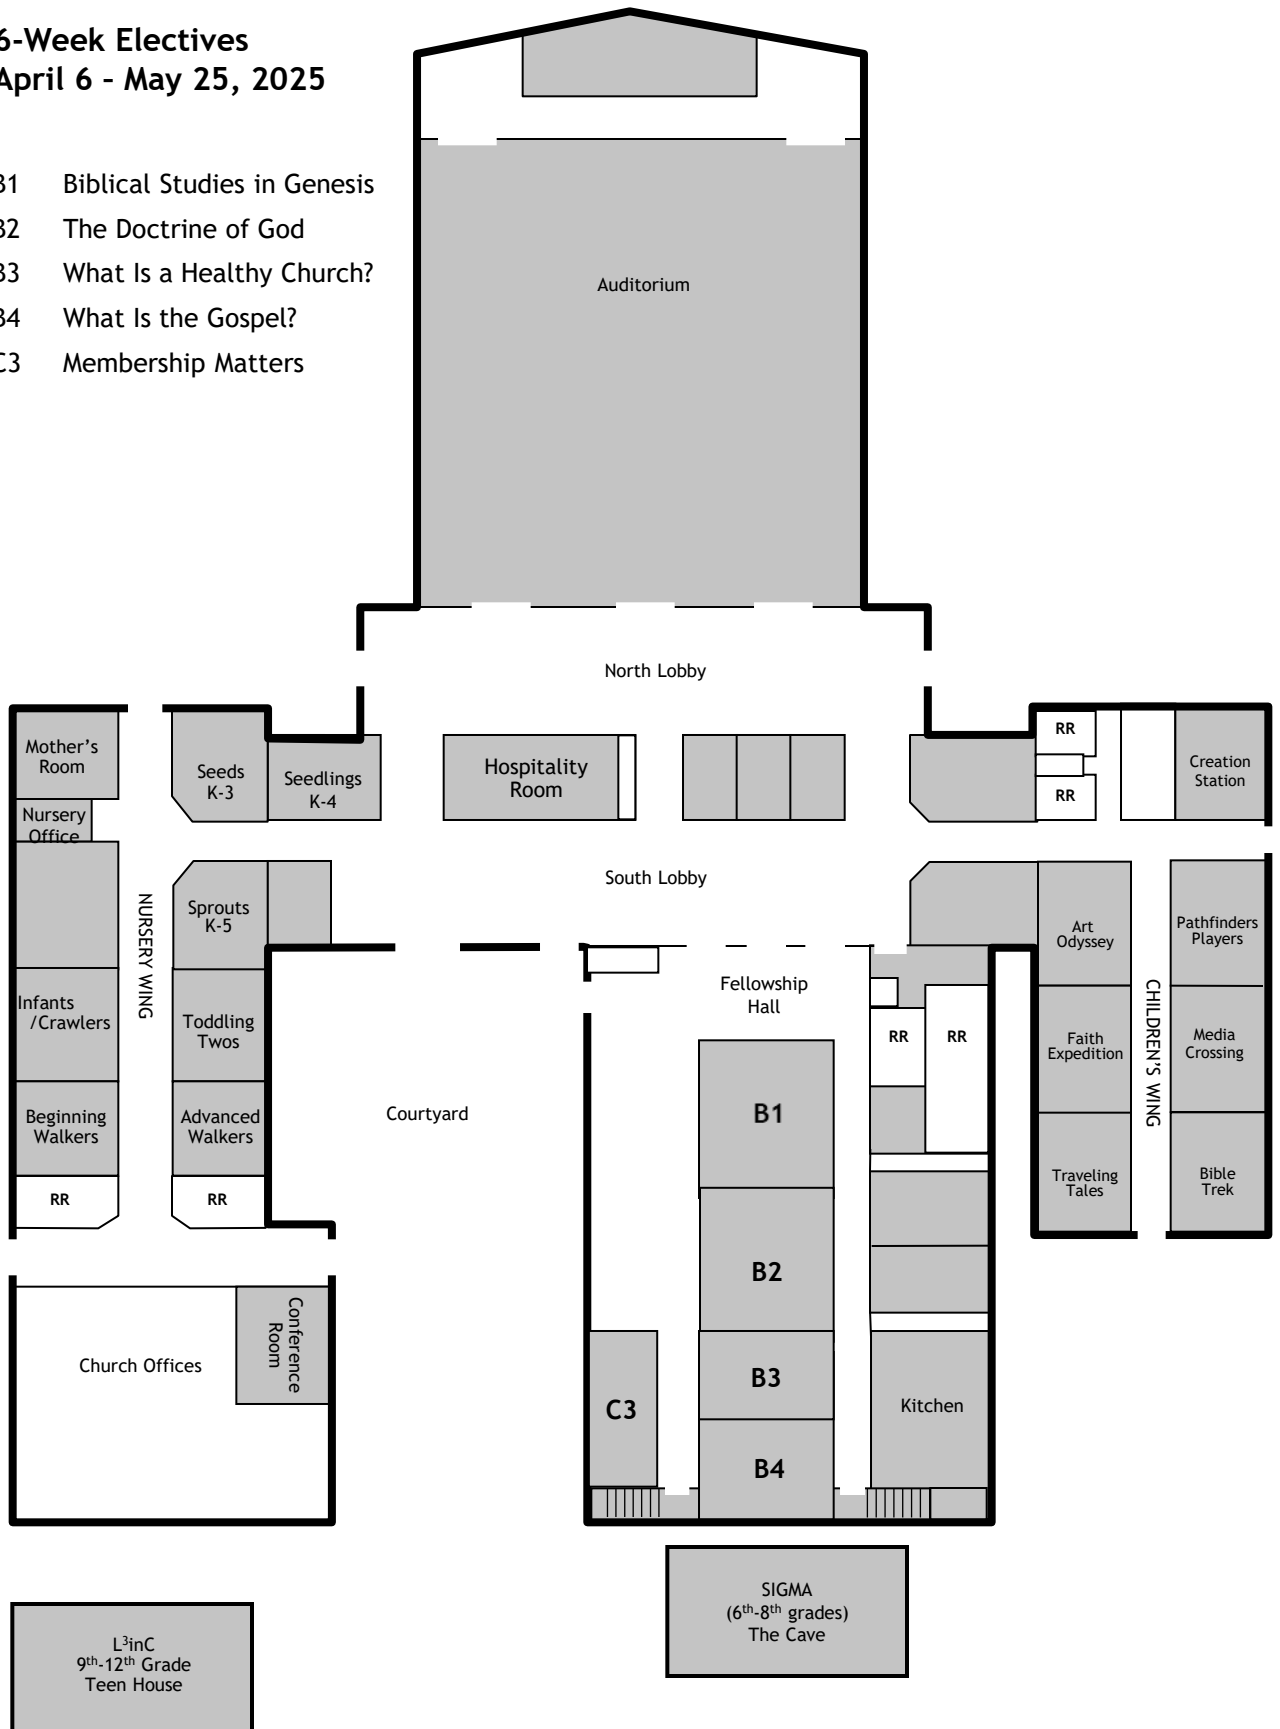 6-Week Electives
April 6 - May 25, 2025
B1 Biblical Studies in Genesis
B2 The Doctrine of God
B3 What Is a Healthy Church?
B4 What Is the Gospel?
C3 Membership Matters
Auditorium
North Lobby
Mother's
Room
Nursery
Office
Seeds
K-3
Seedlings
K-4
Hospitality
Room
RR
RR
Creation
Station
South Lobby
NURSERY WING
Sprouts
K-5
Infants
/Crawlers
Toddling
Twos
Beginning
Walkers
Advanced
Walkers
RR
RR
Courtyard
Fellowship
Hall
RR
RR
Art
Odyssey
Pathfinders
Players
CHILDREN'S WING
Faith
Expedition
Media
Crossing
Traveling
Tales
Bible
Trek
B1
B2
B3
B4
C3
Kitchen
Church Offices
Conference
Room
SIGMA
(6th-8th grades)
The Cave
L³inC
9th-12th Grade
Teen House